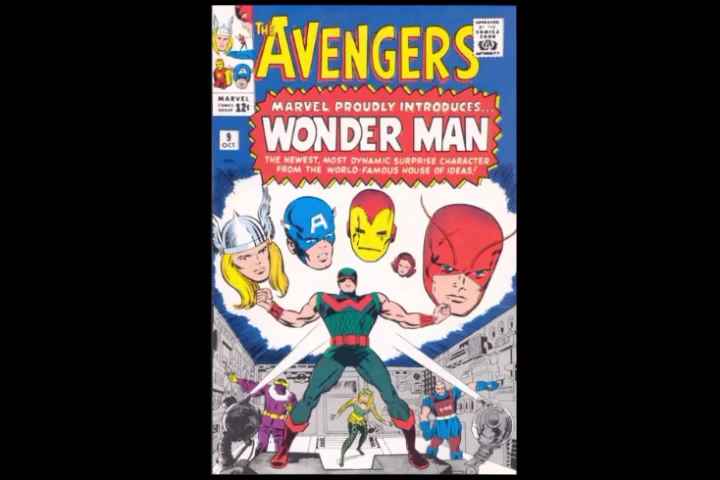 THE
AVENGERS
APPROVED
BY THE
COMICS
CODE
AUTHORITY
MARVEL
COMICS
GROUP
12¢
9
OCT.
MARVEL PROUDLY INTRODUCES...
WONDER MAN
THE NEWEST, MOST DYNAMIC SURPRISE CHARACTER
FROM THE WORLD-FAMOUS HOUSE OF IDEAS!
A